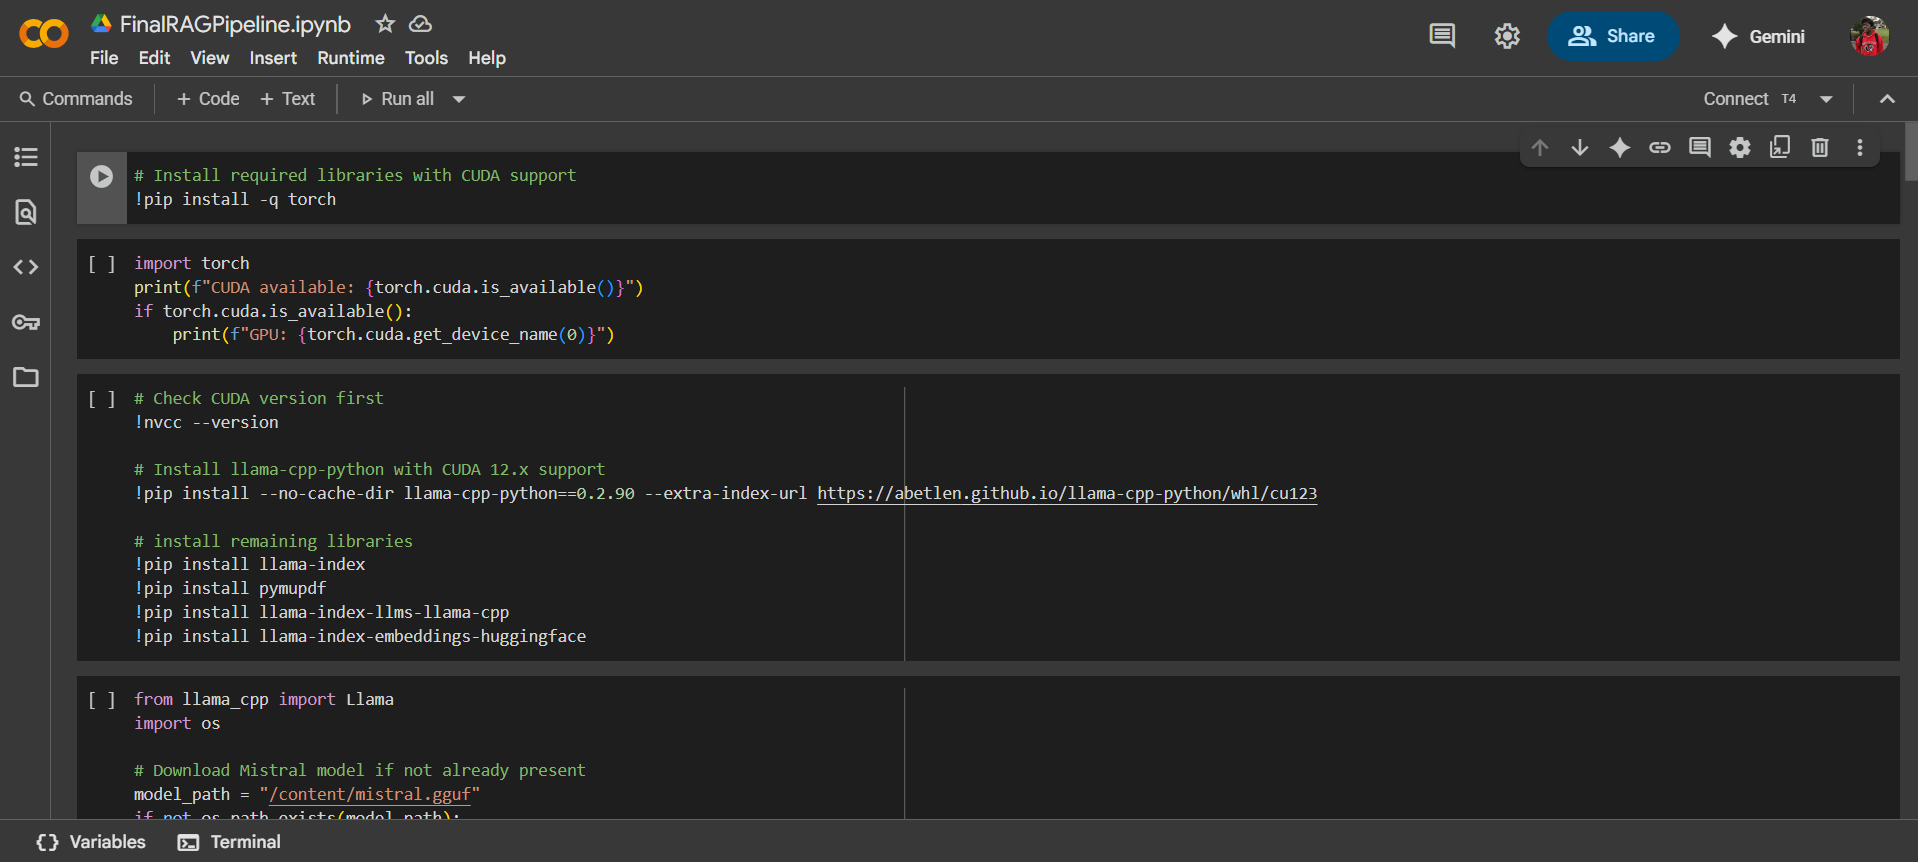 FinalRAGPipeline.ipynb
File Edit View Insert Runtime Tools Help
Share
Gemini
Commands + Code + Text Run all
Connect T4
# Install required libraries with CUDA support
!pip install -q torch
[ ] import torch
print(f"CUDA available: {torch.cuda.is_available()}")
if torch.cuda.is_available():
    print(f"GPU: {torch.cuda.get_device_name(0)}")
[ ] # Check CUDA version first
!nvcc --version
# Install llama-cpp-python with CUDA 12.x support
!pip install --no-cache-dir llama-cpp-python==0.2.90 --extra-index-url https://abetlen.github.io/llama-cpp-python/whl/cu123
# install remaining libraries
!pip install llama-index
!pip install pymupdf
!pip install llama-index-llms-llama-cpp
!pip install llama-index-embeddings-huggingface
[ ] from llama_cpp import Llama
import os
# Download Mistral model if not already present
model_path = "/content/mistral.gguf"
if not os.path.exists(model_path):
Variables Terminal